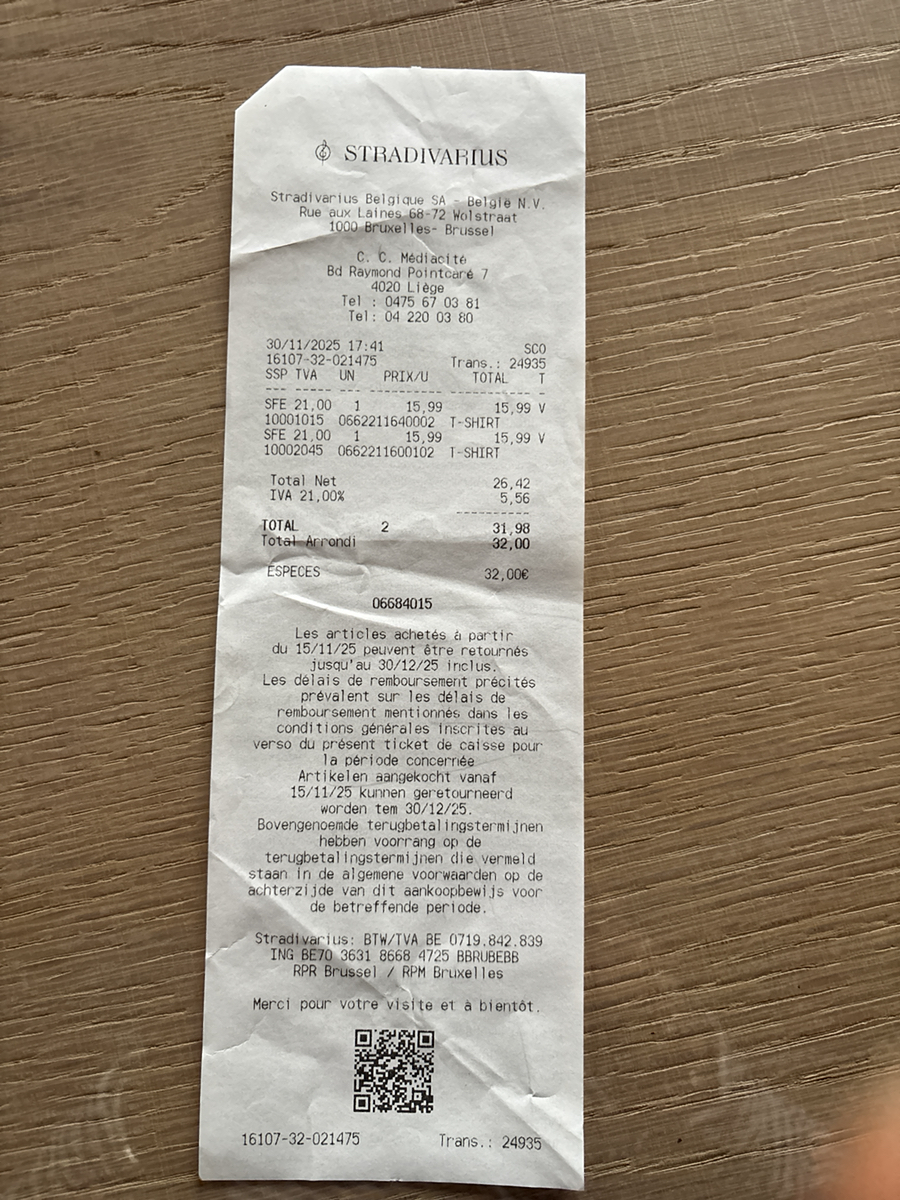 STRADIVARIUS
Stradivarius Belgique SA - België N.V.
Rue aux Laines 68-72 Wolstraat
1000 Bruxelles- Brussel
C. C. Médiacité
Bd Raymond Pointcaré 7
4020 Liège
Tel : 0475 67 03 81
Tel: 04 220 03 80
30/11/2025 17:41 SCO
16107-32-021475 Trans.: 24935
SSP TVA UN PRIX/U TOTAL T
SFE 21,00 1 15,99 15,99 V
10001015 0662211640002 T-SHIRT
SFE 21,00 1 15,99 15,99 V
10002045 0662211600102 T-SHIRT
Total Net 26,42
IVA 21,00% 5,56
TOTAL 2 31,98
Total Arrondi 32,00
ESPECES 32,00€
06684015
Les articles achetés à partir
du 15/11/25 peuvent être retournés
jusqu'au 30/12/25 inclus.
Les délais de remboursement précités
prévalent sur les délais de
remboursement mentionnés dans les
conditions générales inscrites au
verso du présent ticket de caisse pour
la période concernée
Artikelen aangekocht vanaf
15/11/25 kunnen geretourneerd
worden tem 30/12/25.
Bovengenoemde terugbetalingstermijnen
hebben voorrang op de
terugbetalingstermijnen die vermeld
staan in de algemene voorwaarden op de
achterzijde van dit aankoopbewijs voor
de betreffende periode.
Stradivarius: BTW/TVA BE 0719.842.839
ING BE70 3631 8668 4725 BBRUBEBB
RPR Brussel / RPM Bruxelles
Merci pour votre visite et à bientôt.
16107-32-021475 Trans.: 24935